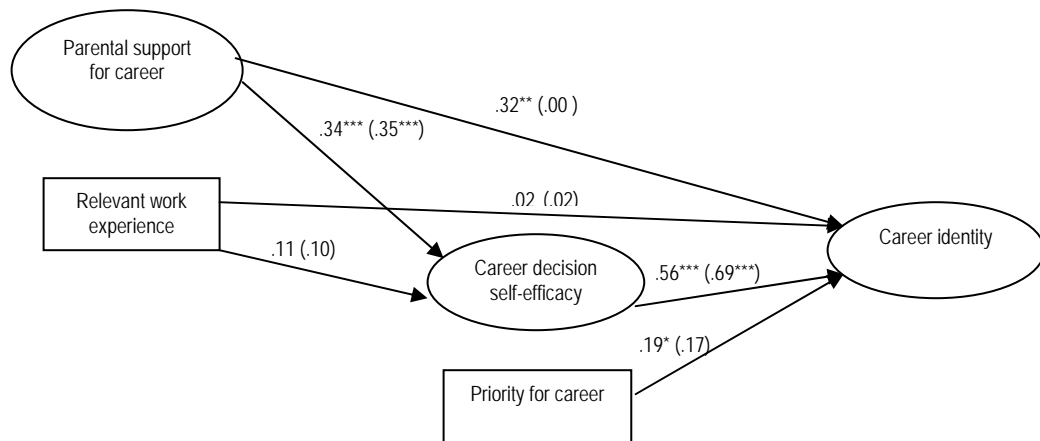 Parental support
for career
.32** (.00 )
.34*** (.35***)
Relevant work
experience
.02 (.02)
Career identity
.11 (.10)
Career decision
self-efficacy
.56*** (.69***)
.19* (.17)
Priority for career